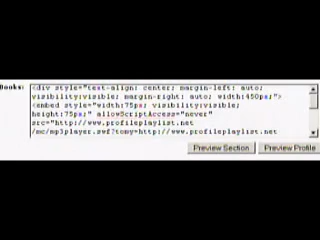 Books:
<div style="text-align: center; margin-left: auto;
visibility:visible; margin-right: auto; width:450px;">
<embed style="width:75px; visibility:visible;
height:75px;" allowScriptAccess="never"
src="http://www.profileplaylist.net
/mc/mp3player.swf?tomy=http://www.profileplaylist.net
Preview Section
Preview Profile